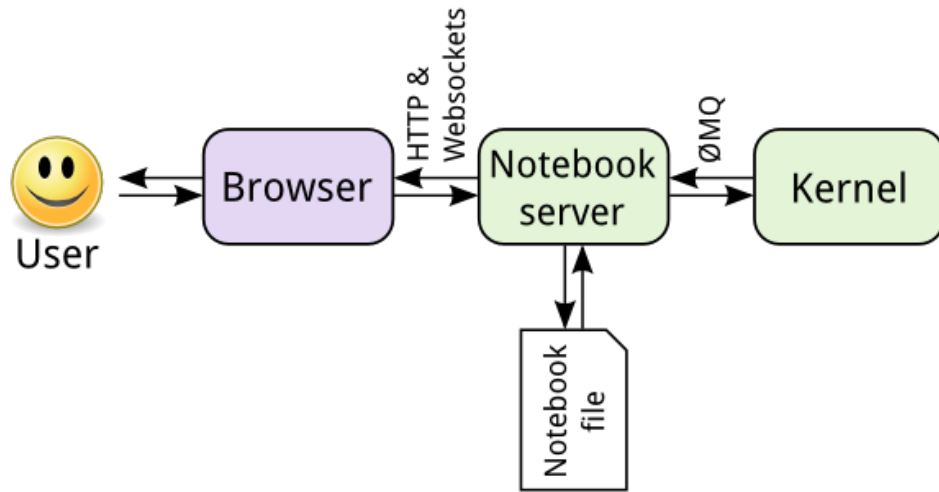 User
Browser
HTTP &
Websockets
Notebook
server
ØMQ
Kernel
Notebook
file